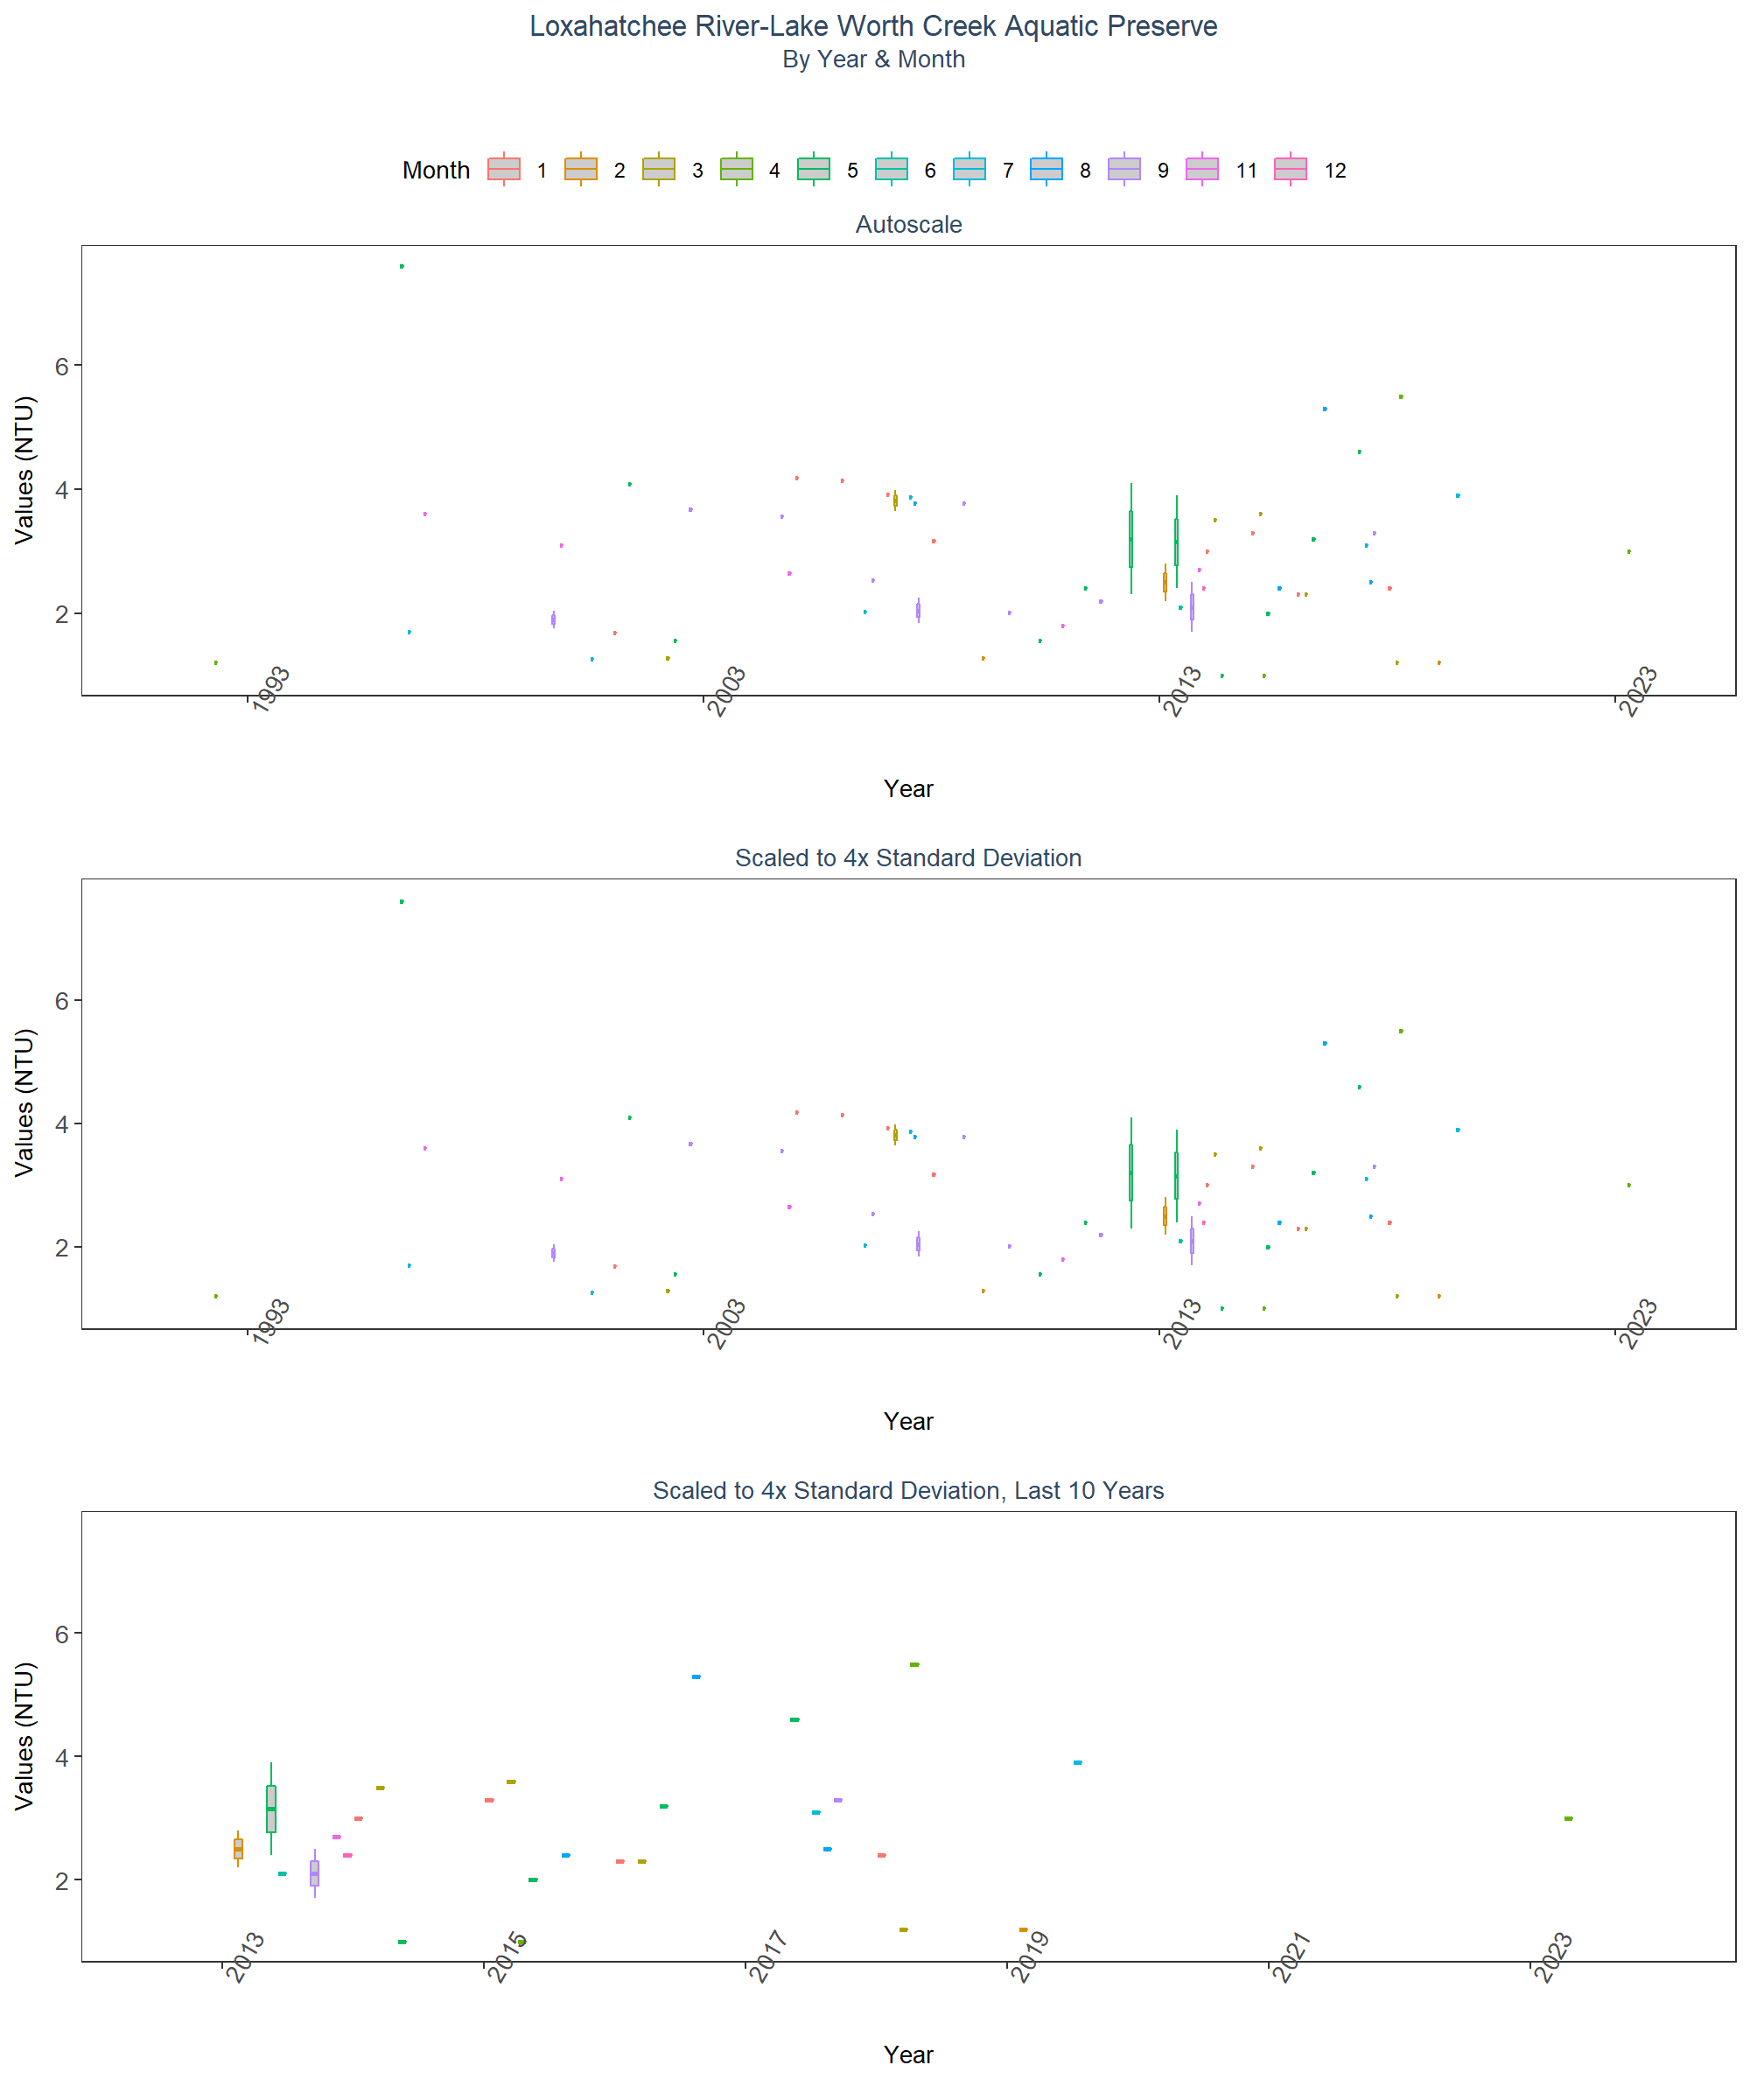 Loxahatchee River-Lake Worth Creek Aquatic Preserve
By Year & Month
Month 1 2 3 4 5 6 7 8 9 11 12
Autoscale
Values (NTU)
6
4
2
1993 2003 2013 2023
Year
Scaled to 4x Standard Deviation
Values (NTU)
6
4
2
1993 2003 2013 2023
Year
Scaled to 4x Standard Deviation, Last 10 Years
Values (NTU)
6
4
2
2013 2015 2017 2019 2021 2023
Year